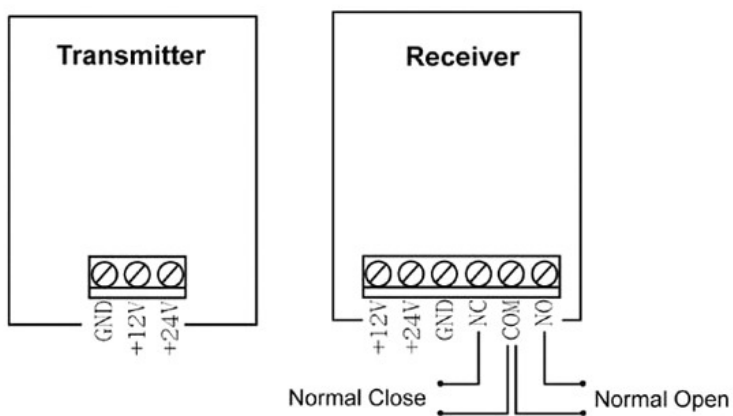 Transmitter
GND
+12V
+24V
Receiver
+12V
+24V
GND
NC
COM
NO
Normal Close
Normal Open